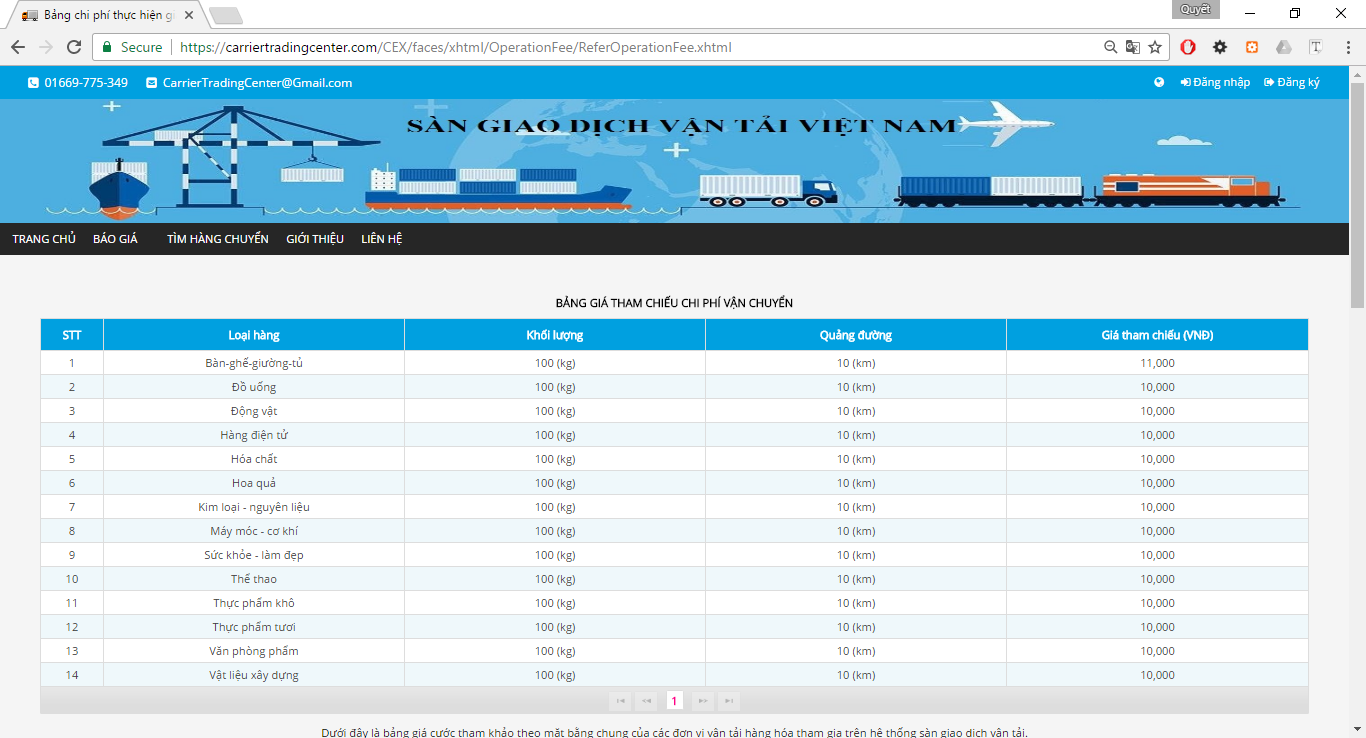 Bảng chi phí thực hiện gi
Quyết
Secure https://carriertradingcenter.com/CEX/faces/xhtml/OperationFee/ReferOperationFee.xhtml
01669-775-349 CarrierTradingCenter@Gmail.com Đăng nhập Đăng ký
SÀN GIAO DỊCH VẬN TẢI VIỆT NAM
TRANG CHỦ BÁO GIÁ TÌM HÀNG CHUYẾN GIỚI THIỆU LIÊN HỆ
BẢNG GIÁ THAM CHIẾU CHI PHÍ VẬN CHUYỂN
STT Loại hàng Khối lượng Quảng đường Giá tham chiếu (VNĐ)
1 Bàn-ghế-giường-tủ 100 (kg) 10 (km) 11,000
2 Đồ uống 100 (kg) 10 (km) 10,000
3 Động vật 100 (kg) 10 (km) 10,000
4 Hàng điện tử 100 (kg) 10 (km) 10,000
5 Hóa chất 100 (kg) 10 (km) 10,000
6 Hoa quả 100 (kg) 10 (km) 10,000
7 Kim loại - nguyên liệu 100 (kg) 10 (km) 10,000
8 Máy móc - cơ khí 100 (kg) 10 (km) 10,000
9 Sức khỏe - làm đẹp 100 (kg) 10 (km) 10,000
10 Thể thao 100 (kg) 10 (km) 10,000
11 Thực phẩm khô 100 (kg) 10 (km) 10,000
12 Thực phẩm tươi 100 (kg) 10 (km) 10,000
13 Văn phòng phẩm 100 (kg) 10 (km) 10,000
14 Vật liệu xây dựng 100 (kg) 10 (km) 10,000
1
Dưới đây là bảng giá cước tham khảo theo mặt bằng chung của các đơn vị vận tải hàng hóa tham gia trên hệ thống sàn giao dịch vận tải.